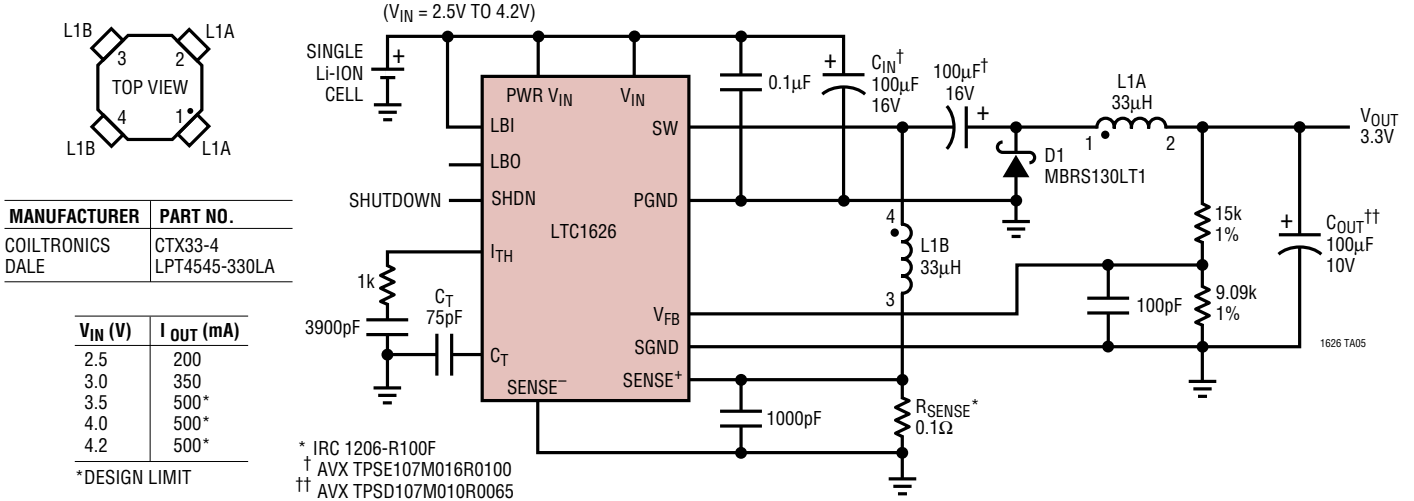 (VIN = 2.5V TO 4.2V)
L1B
L1A
3
2
TOP VIEW
4
1
L1B
L1A
MANUFACTURER PART NO.
COILTRONICS CTX33-4
DALE LPT4545-330LA
VIN (V) I OUT (mA)
2.5 200
3.0 350
3.5 500*
4.0 500*
4.2 500*
*DESIGN LIMIT
SINGLE
Li-ION
CELL
+
PWR VIN
VIN
LBI
LBO
SHDN
ITH
CT
SENSE–
SW
PGND
LTC1626
VFB
SGND
SENSE+
SHUTDOWN
1k
3900pF
CT
75pF
0.1µF
+
CIN†
100µF
16V
100µF†
16V
+
D1
MBRS130LT1
L1A
33µH
1
2
VOUT
3.3V
4
L1B
33µH
3
15k
1%
9.09k
1%
100pF
+
COUT††
100µF
10V
1626 TA05
1000pF
RSENSE*
0.1Ω
* IRC 1206-R100F
† AVX TPSE107M016R0100
†† AVX TPSD107M010R0065